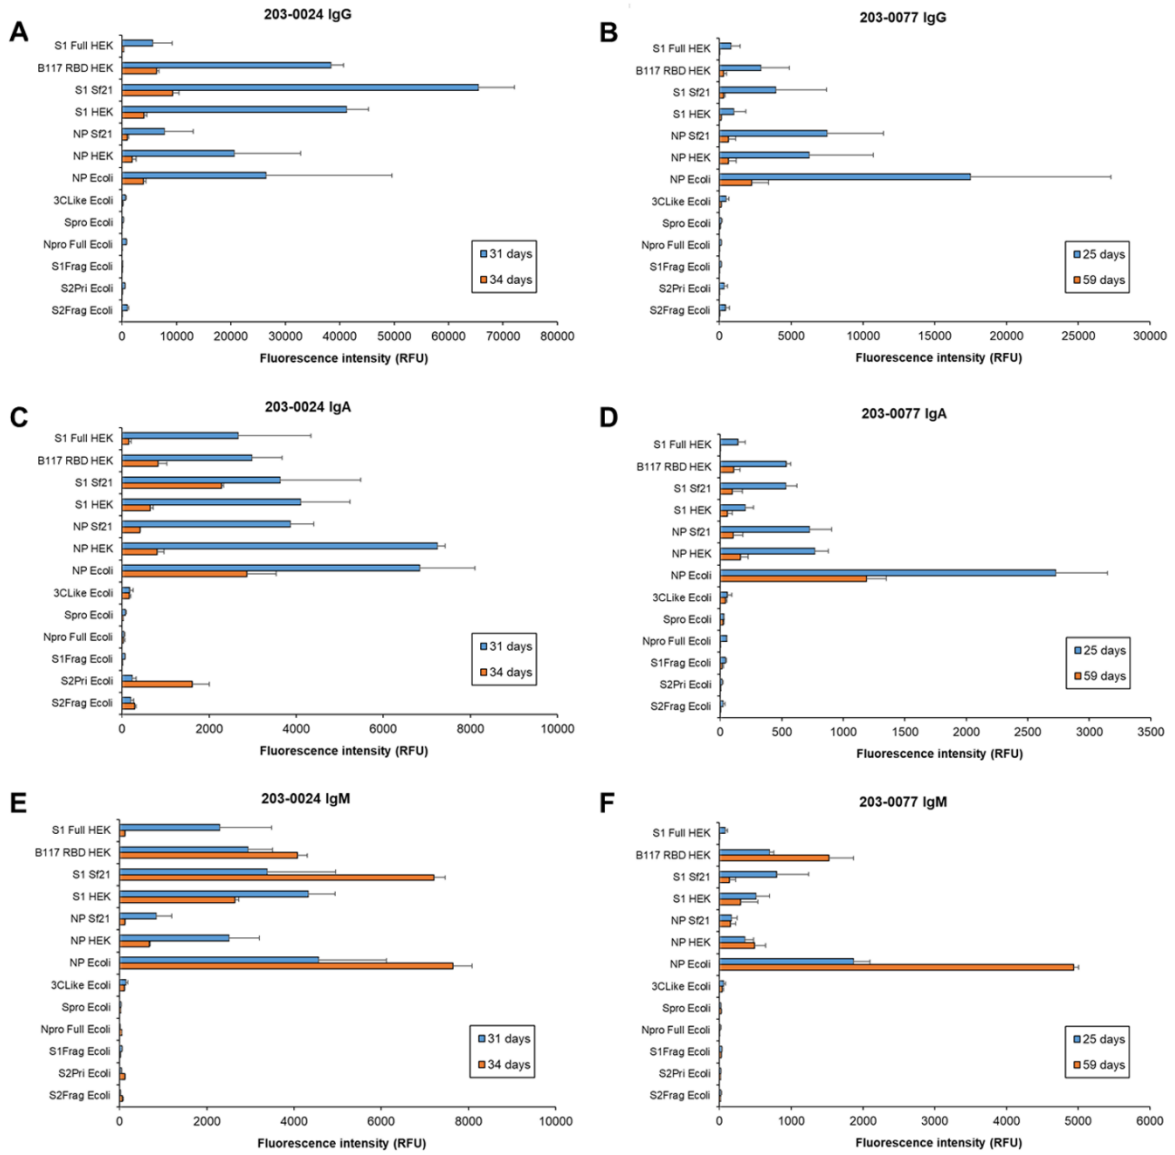 A
203-0024 IgG
S1 Full HEK
B117 RBD HEK
S1 Sf21
S1 HEK
NP Sf21
NP HEK
NP Ecoli
3CLike Ecoli
Spro Ecoli
Npro Full Ecoli
S1Frag Ecoli
S2Pri Ecoli
S2Frag Ecoli
31 days
34 days
0 10000 20000 30000 40000 50000 60000 70000 80000
Fluorescence intensity (RFU)
B
203-0077 IgG
S1 Full HEK
B117 RBD HEK
S1 Sf21
S1 HEK
NP Sf21
NP HEK
NP Ecoli
3CLike Ecoli
Spro Ecoli
Npro Full Ecoli
S1Frag Ecoli
S2Pri Ecoli
S2Frag Ecoli
25 days
59 days
0 5000 10000 15000 20000 25000 30000
Fluorescence intensity (RFU)
C
203-0024 IgA
S1 Full HEK
B117 RBD HEK
S1 Sf21
S1 HEK
NP Sf21
NP HEK
NP Ecoli
3CLike Ecoli
Spro Ecoli
Npro Full Ecoli
S1Frag Ecoli
S2Pri Ecoli
S2Frag Ecoli
31 days
34 days
0 2000 4000 6000 8000 10000
Fluorescence intensity (RFU)
D
203-0077 IgA
S1 Full HEK
B117 RBD HEK
S1 Sf21
S1 HEK
NP Sf21
NP HEK
NP Ecoli
3CLike Ecoli
Spro Ecoli
Npro Full Ecoli
S1Frag Ecoli
S2Pri Ecoli
S2Frag Ecoli
25 days
59 days
0 500 1000 1500 2000 2500 3000 3500
Fluorescence intensity (RFU)
E
203-0024 IgM
S1 Full HEK
B117 RBD HEK
S1 Sf21
S1 HEK
NP Sf21
NP HEK
NP Ecoli
3CLike Ecoli
Spro Ecoli
Npro Full Ecoli
S1Frag Ecoli
S2Pri Ecoli
S2Frag Ecoli
31 days
34 days
0 2000 4000 6000 8000 10000
Fluorescence intensity (RFU)
F
203-0077 IgM
S1 Full HEK
B117 RBD HEK
S1 Sf21
S1 HEK
NP Sf21
NP HEK
NP Ecoli
3CLike Ecoli
Spro Ecoli
Npro Full Ecoli
S1Frag Ecoli
S2Pri Ecoli
S2Frag Ecoli
25 days
59 days
0 1000 2000 3000 4000 5000 6000
Fluorescence intensity (RFU)